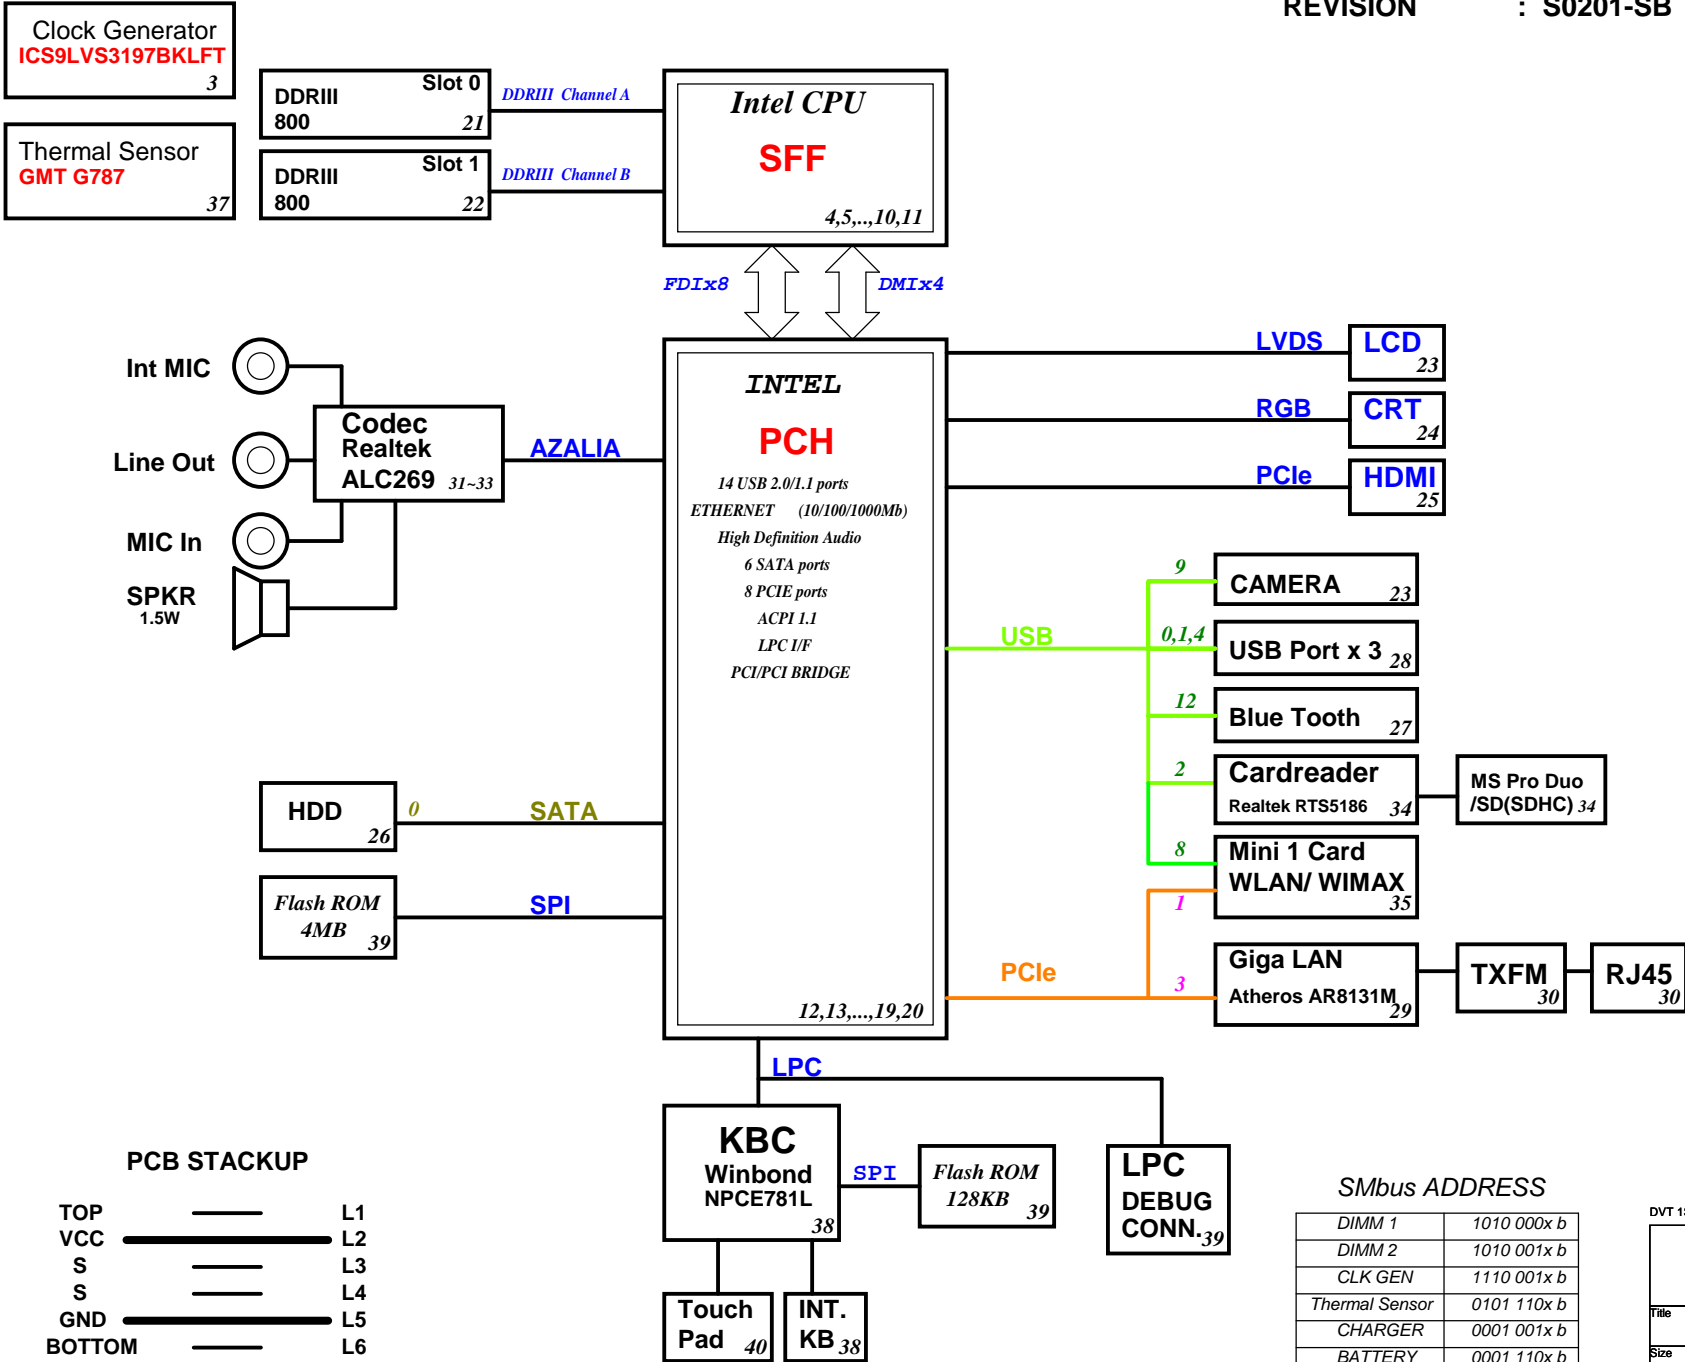 REVISION : S0201-SB
Clock Generator
ICS9LVS3197BKLFT
3
Thermal Sensor
GMT G787
37
DDRIII Slot 0
800 21
DDRIII Channel A
DDRIII Slot 1
800 22
DDRIII Channel B
Intel CPU
SFF
4,5,..,10,11
FDIx8
DMIx4
Int MIC
Line Out
MIC In
SPKR
1.5W
Codec
Realtek
ALC269 31~33
AZALIA
INTEL
PCH
14 USB 2.0/1.1 ports
ETHERNET (10/100/1000Mb)
High Definition Audio
6 SATA ports
8 PCIE ports
ACPI 1.1
LPC I/F
PCI/PCI BRIDGE
12,13,...,19,20
LVDS
LCD
23
RGB
CRT
24
PCIe
HDMI
25
USB
9
CAMERA 23
0,1,4
USB Port x 3 28
12
Blue Tooth 27
2
Cardreader
Realtek RTS5186 34
MS Pro Duo
/SD(SDHC) 34
8
Mini 1 Card
WLAN/ WIMAX
35
1
PCIe
3
Giga LAN
Atheros AR8131M
29
TXFM
30
RJ45
30
HDD
26
0
SATA
Flash ROM
4MB
39
SPI
LPC
KBC
Winbond
NPCE781L
38
SPI
Flash ROM
128KB
39
LPC
DEBUG
CONN. 39
Touch
Pad 40
INT.
KB 38
PCB STACKUP
TOP L1
VCC L2
S L3
S L4
GND L5
BOTTOM L6
SMbus ADDRESS
DIMM 1 1010 000x b
DIMM 2 1010 001x b
CLK GEN 1110 001x b
Thermal Sensor 0101 110x b
CHARGER 0001 001x b
BATTERY 0001 110x b
DVT
Title
Size